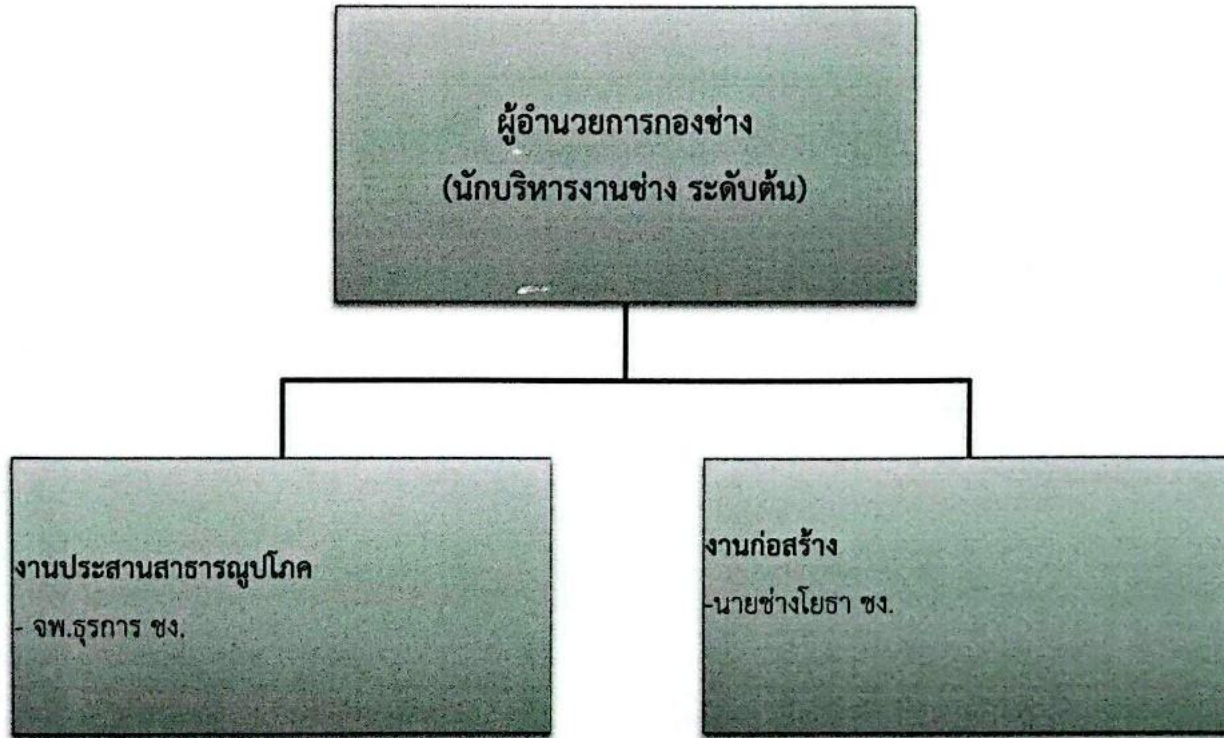 ผู้อำนวยการกองช่าง
(นักบริหารงานช่าง ระดับต้น)
งานประสานสาธารณูปโภค
- จพ.ธุรการ ชง.
งานก่อสร้าง
-นายช่างโยธา ชง.